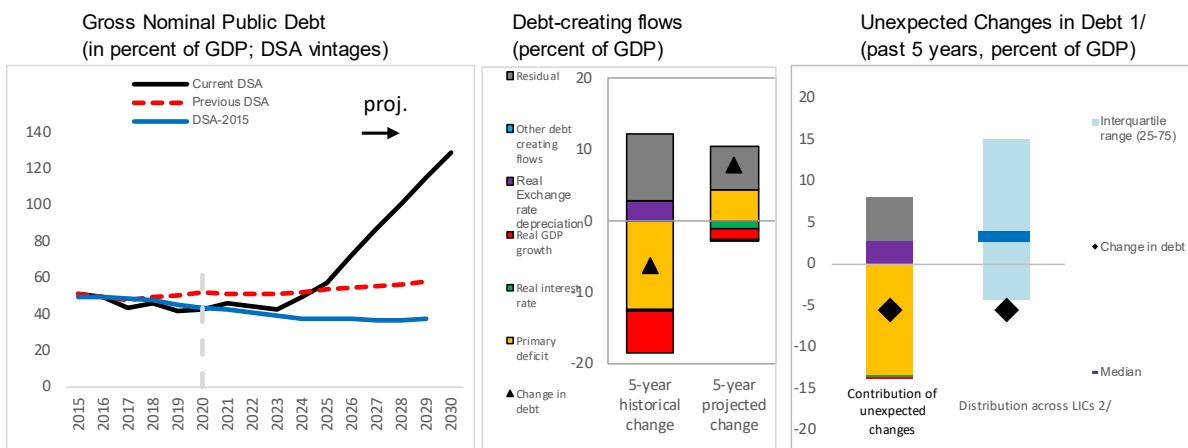 Gross Nominal Public Debt
(in percent of GDP; DSA vintages)
Current DSA
Previous DSA
DSA-2015
proj.
140
120
100
80
60
40
20
0
2015
2016
2017
2018
2019
2020
2021
2022
2023
2024
2025
2026
2027
2028
2029
2030
Debt-creating flows
(percent of GDP)
Residual
Other debt
creating
flows
Real
Exchange
rate
depreciation
Real GDP
growth
Real interest
rate
Primary
deficit
Change in
debt
20
10
0
-10
-20
5-year
historical
change
5-year
projected
change
Unexpected Changes in Debt 1/
(past 5 years, percent of GDP)
20
15
10
5
0
-5
-10
-15
-20
Contribution of
unexpected
changes
Distribution across LICs 2/
Interquartile
range (25-75)
Change in debt
Median